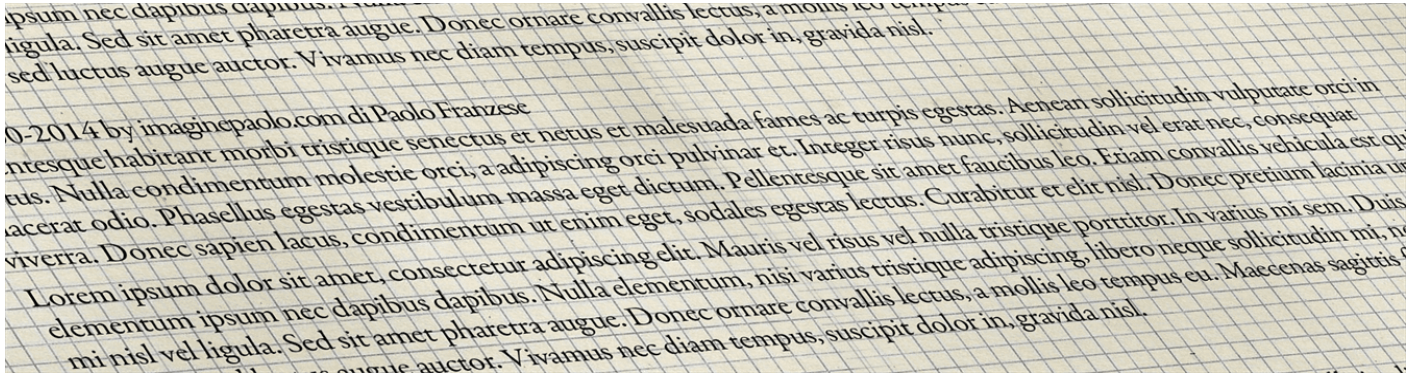 ipsum nec dapibus dapibus.
ligula. Sed sit amet pharetra augue. Donec ornare convallis lectus, a mollis leo tempus
sed luctus augue auctor. Vivamus nec diam tempus, suscipit dolor in, gravida nisl.
0-2014 by imaginepaolo.com di Paolo Franzese
ntesque habitant morbi tristique senectus et netus et malesuada fames ac turpis egestas. Aenean sollicitudin vulputate orci in
tus. Nulla condimentum molestie orci, a adipiscing orci pulvinar et. Integer risus nunc, sollicitudin vel erat nec, consequat
acerat odio. Phasellus egestas vestibulum massa eget dictum. Pellentesque sit amet faucibus leo. Etiam convallis vehicula est qu
viverra. Donec sapien lacus, condimentum ut enim eget, sodales egestas lectus. Curabitur et elit nisl. Donec pretium lacinia ur
Lorem ipsum dolor sit amet, consectetur adipiscing elit. Mauris vel risus vel nulla tristique porttitor. In varius mi sem. Duis
elementum ipsum nec dapibus dapibus. Nulla elementum, nisi varius tristique adipiscing, libero neque sollicitudin mi, ne
mi nisl vel ligula. Sed sit amet pharetra augue. Donec ornare convallis lectus, a mollis leo tempus eu. Maecenas sagittis
augue auctor. Vivamus nec diam tempus, suscipit dolor in, gravida nisl.